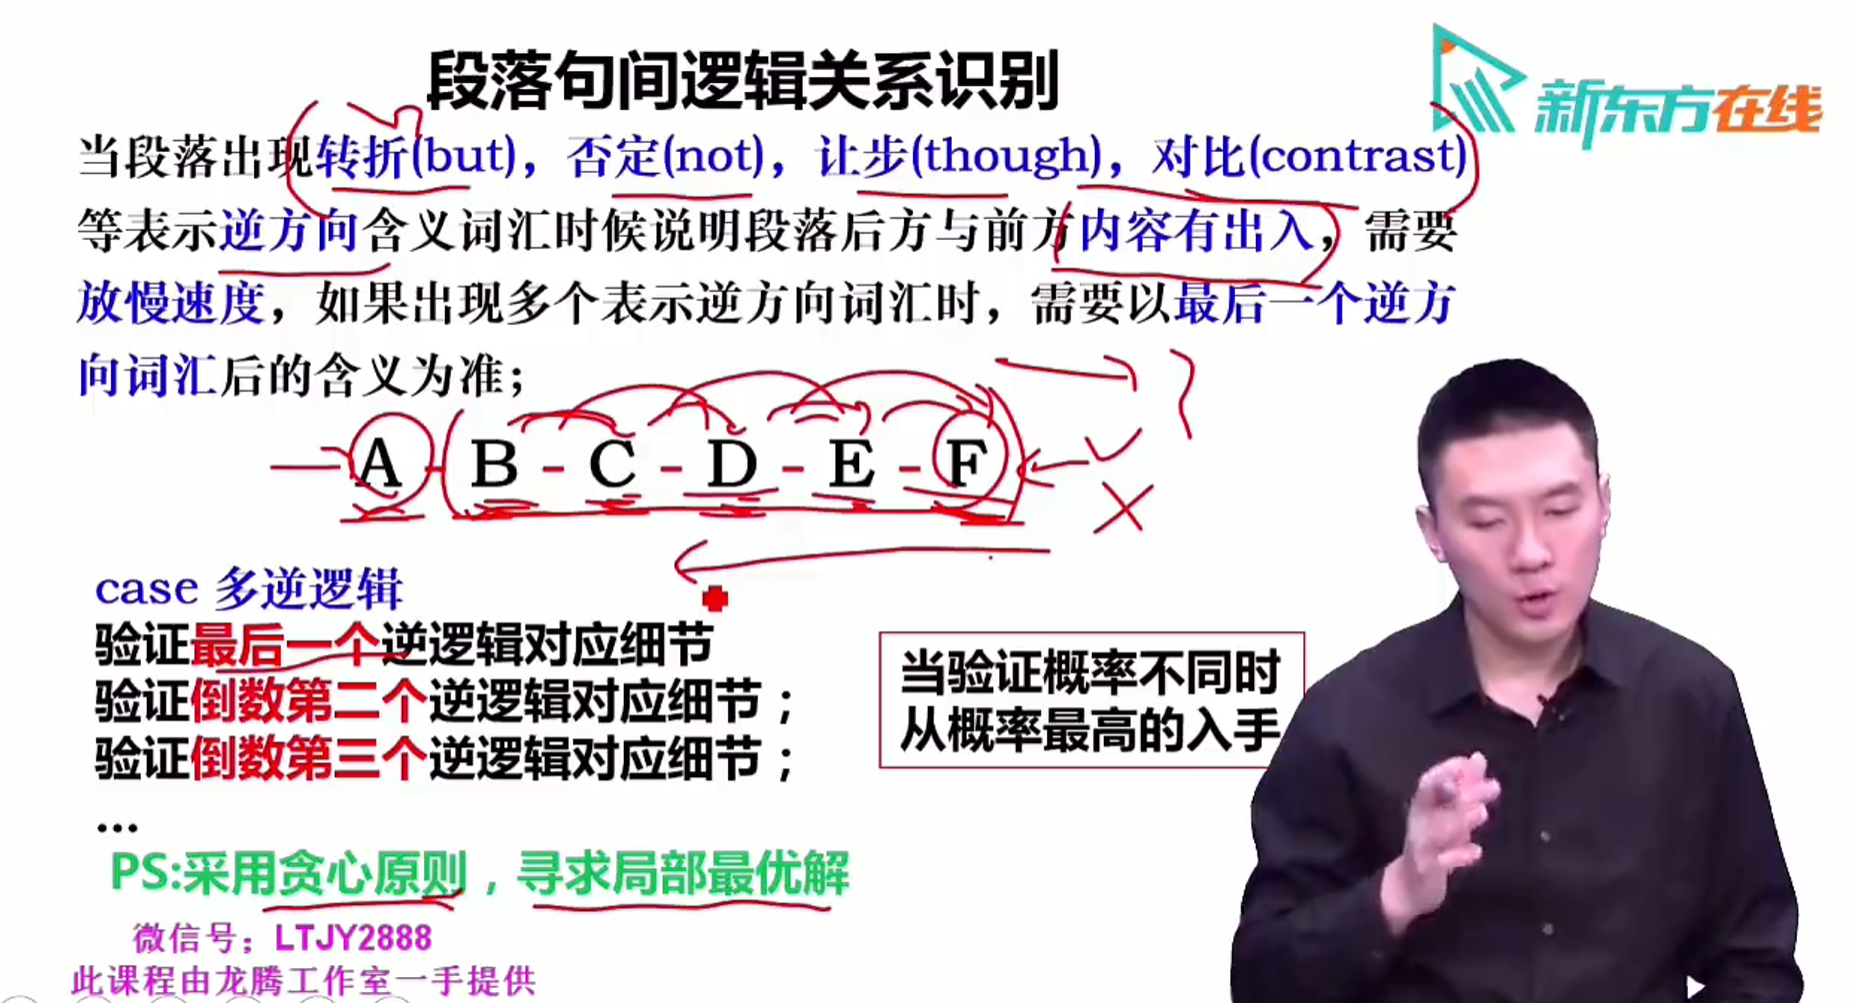 段落句间逻辑关系识别
新东方在线
当段落出现转折(but)，否定(not)，让步(though)，对比(contrast)
等表示逆方向含义词汇时候说明段落后方与前方内容有出入，需要
放慢速度，如果出现多个表示逆方向词汇时，需要以最后一个逆方
向词汇后的含义为准；
A - B - C - D - E - F
case 多逆逻辑
验证最后一个逆逻辑对应细节
验证倒数第二个逆逻辑对应细节；
验证倒数第三个逆逻辑对应细节；
...
当验证概率不同时
从概率最高的入手
PS:采用贪心原则，寻求局部最优解
微信号；LTJY2888
此课程由龙腾工作室一手提供